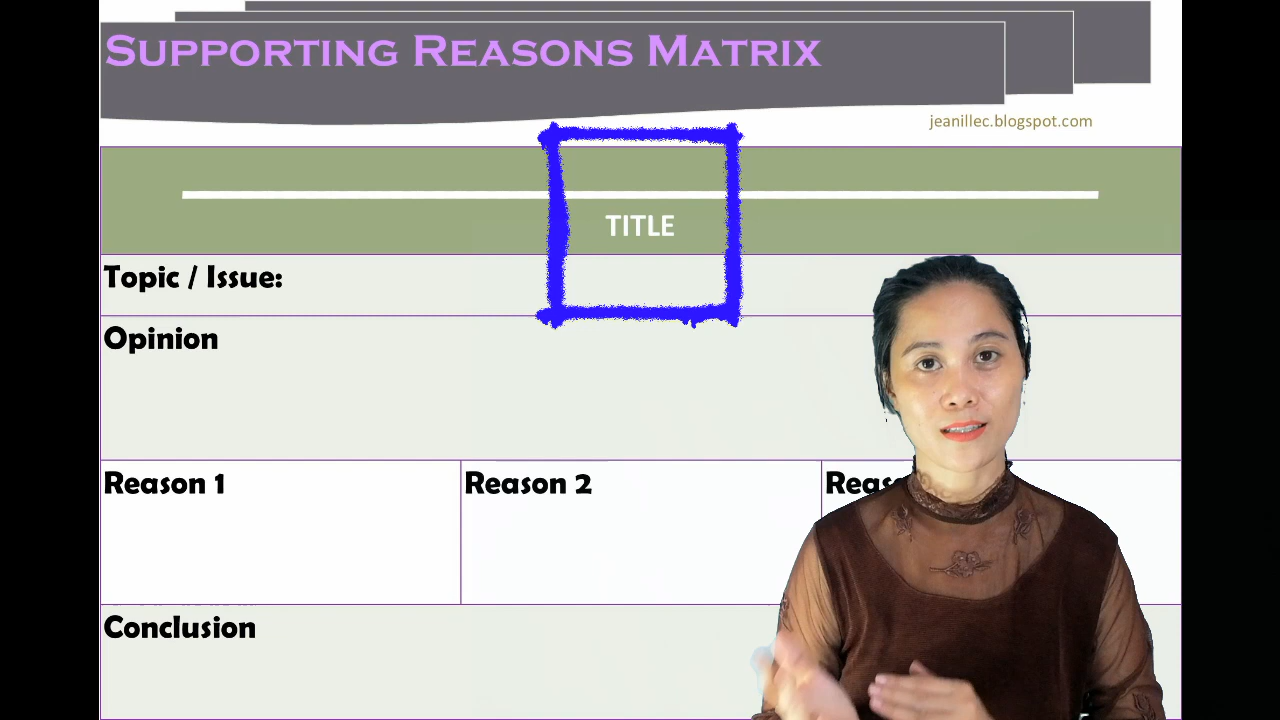 SUPPORTING REASONS MATRIX
jeanillec.blogspot.com
TITLE
Topic / Issue:
Opinion
Reason 1
Reason 2
Conclusion